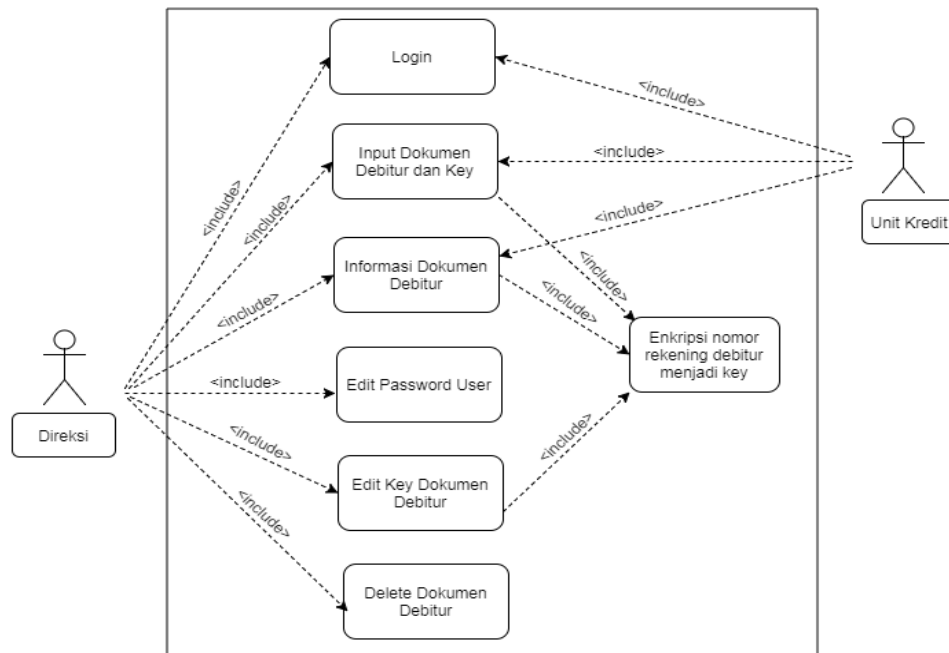 Login
<include>
<include>
Input Dokumen
Debitur dan Key
<include>
<include>
<include>
<include>
Unit Kredit
Informasi Dokumen
Debitur
<include>
<include>
<include>
Enkripsi nomor
rekening debitur
menjadi key
Direksi
<include>
Edit Password User
<include>
<include>
Edit Key Dokumen
Debitur
<include>
Delete Dokumen
Debitur